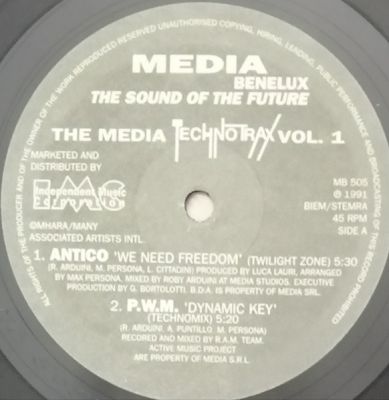 ALL RIGHTS OF THE PRODUCER AND OF THE OWNER OF THE WORK REPRODUCED RESERVED UNAUTHORISED COPYING, HIRING, LENDING, PUBLIC PERFORMANCE AND BROADCASTING OF THIS RECORD PROHIBITED
MEDIA
BENELUX
THE SOUND OF THE FUTURE
THE MEDIA TECHNOTRAX VOL. 1
MARKETED AND
DISTRIBUTED BY
Independent Music
MB 505
℗ 1991
BIEM/STEMRA
45 RPM
SIDE A
©MHARA/MANY
ASSOCIATED ARTISTS INTL.
1. ANTICO 'WE NEED FREEDOM' (TWILIGHT ZONE) 5:30
(R. ARDUINI, M. PERSONA, L. CITTADINI) PRODUCED BY LUCA LAURI, ARRANGED
BY MAX PERSONA. MIXED BY ROBY ARDUINI AT MEDIA STUDIOS. EXECUTIVE
PRODUCTION BY G. BORTOLOTTI. B.D.A. IS PROPERTY OF MEDIA SRL.
2. P.W.M. 'DYNAMIC KEY'
(TECHNOMIX) 5:20
(R. ARDUINI, A. PUNTILLO, M. PERSONA)
RECORED AND MIXED BY R.A.M. TEAM.
ACTIVE MUSIC PROJECT
ARE PROPERTY OF MEDIA S.R.L.